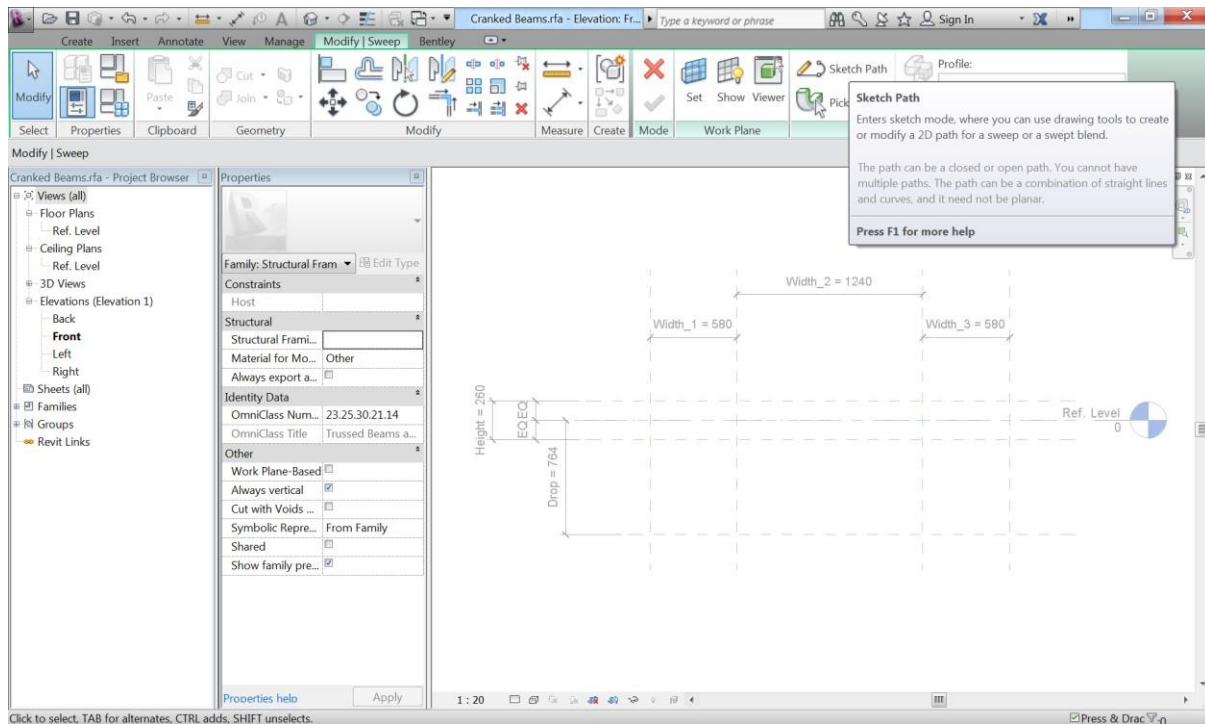 Cranked Beams.rfa - Elevation: Fr...
Type a keyword or phrase
Sign In
Create Insert Annotate View Manage Modify | Sweep Bentley
Modify
Paste
Cut
Join
Set Show Viewer
Sketch Path
Pick
Profile:
Select Properties Clipboard Geometry Modify Measure Create Mode Work Plane
Sketch Path
Enters sketch mode, where you can use drawing tools to create
or modify a 2D path for a sweep or a swept blend.
The path can be a closed or open path. You cannot have
multiple paths. The path can be a combination of straight lines
and curves, and it need not be planar.
Press F1 for more help
Modify | Sweep
Cranked Beams.rfa - Project Browser
Views (all)
Floor Plans
Ref. Level
Ceiling Plans
Ref. Level
3D Views
Elevations (Elevation 1)
Back
Front
Left
Right
Sheets (all)
Families
Groups
Revit Links
Properties
Family: Structural Fram
Edit Type
Constraints
Host
Structural
Structural Frami...
Material for Mo... Other
Always export a...
Identity Data
OmniClass Num... 23.25.30.21.14
OmniClass Title Trussed Beams a...
Other
Work Plane-Based
Always vertical
Cut with Voids ...
Symbolic Repre... From Family
Shared
Show family pre...
Properties help
Apply
Width_2 = 1240
Width_1 = 580
Width_3 = 580
Height = 260
EQ EQ
Drop = 764
Ref. Level
0
1 : 20
Click to select, TAB for alternates, CTRL adds, SHIFT unselects.
Press & Drac
:0